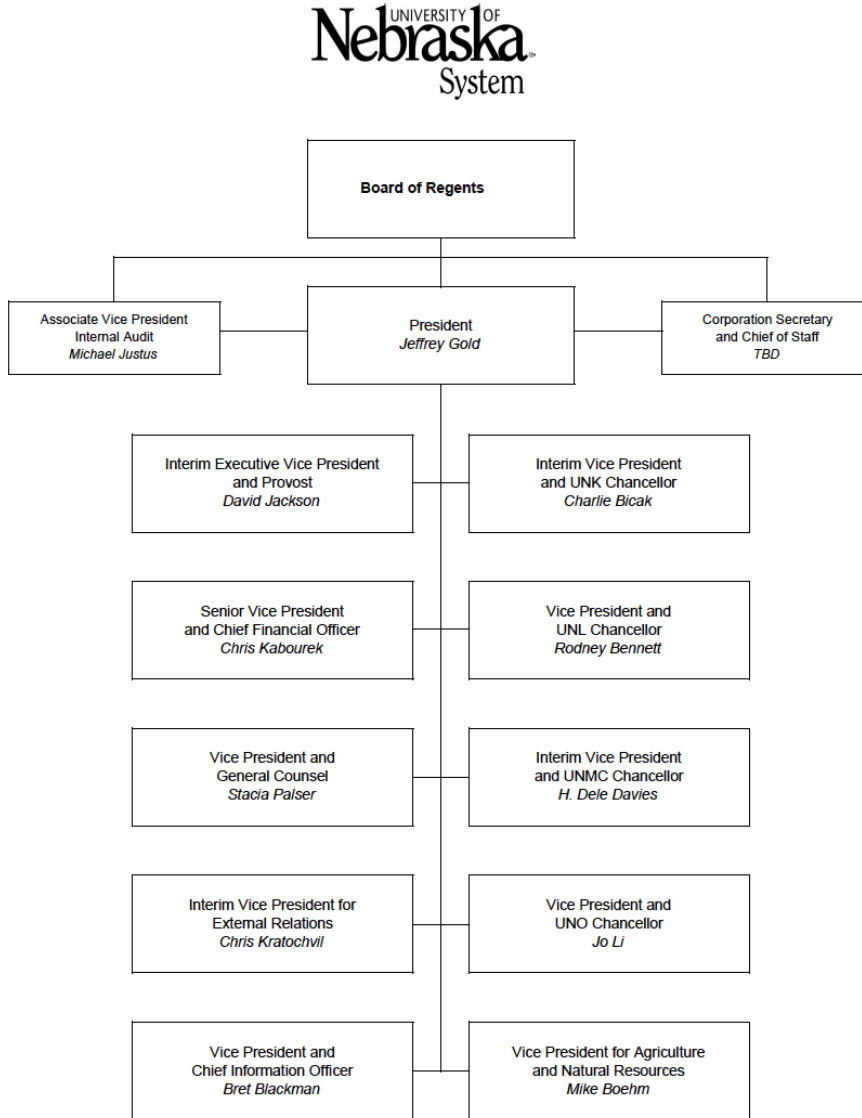 UNIVERSITY OF
Nebraska
System
Board of Regents
Associate Vice President
Internal Audit
Michael Justus
President
Jeffrey Gold
Corporation Secretary
and Chief of Staff
TBD
Interim Executive Vice President
and Provost
David Jackson
Interim Vice President
and UNK Chancellor
Charlie Bicak
Senior Vice President
and Chief Financial Officer
Chris Kabourek
Vice President and
UNL Chancellor
Rodney Bennett
Vice President and
General Counsel
Stacia Palser
Interim Vice President
and UNMC Chancellor
H. Dele Davies
Interim Vice President for
External Relations
Chris Kratochvil
Vice President and
UNO Chancellor
Jo Li
Vice President and
Chief Information Officer
Bret Blackman
Vice President for Agriculture
and Natural Resources
Mike Boehm